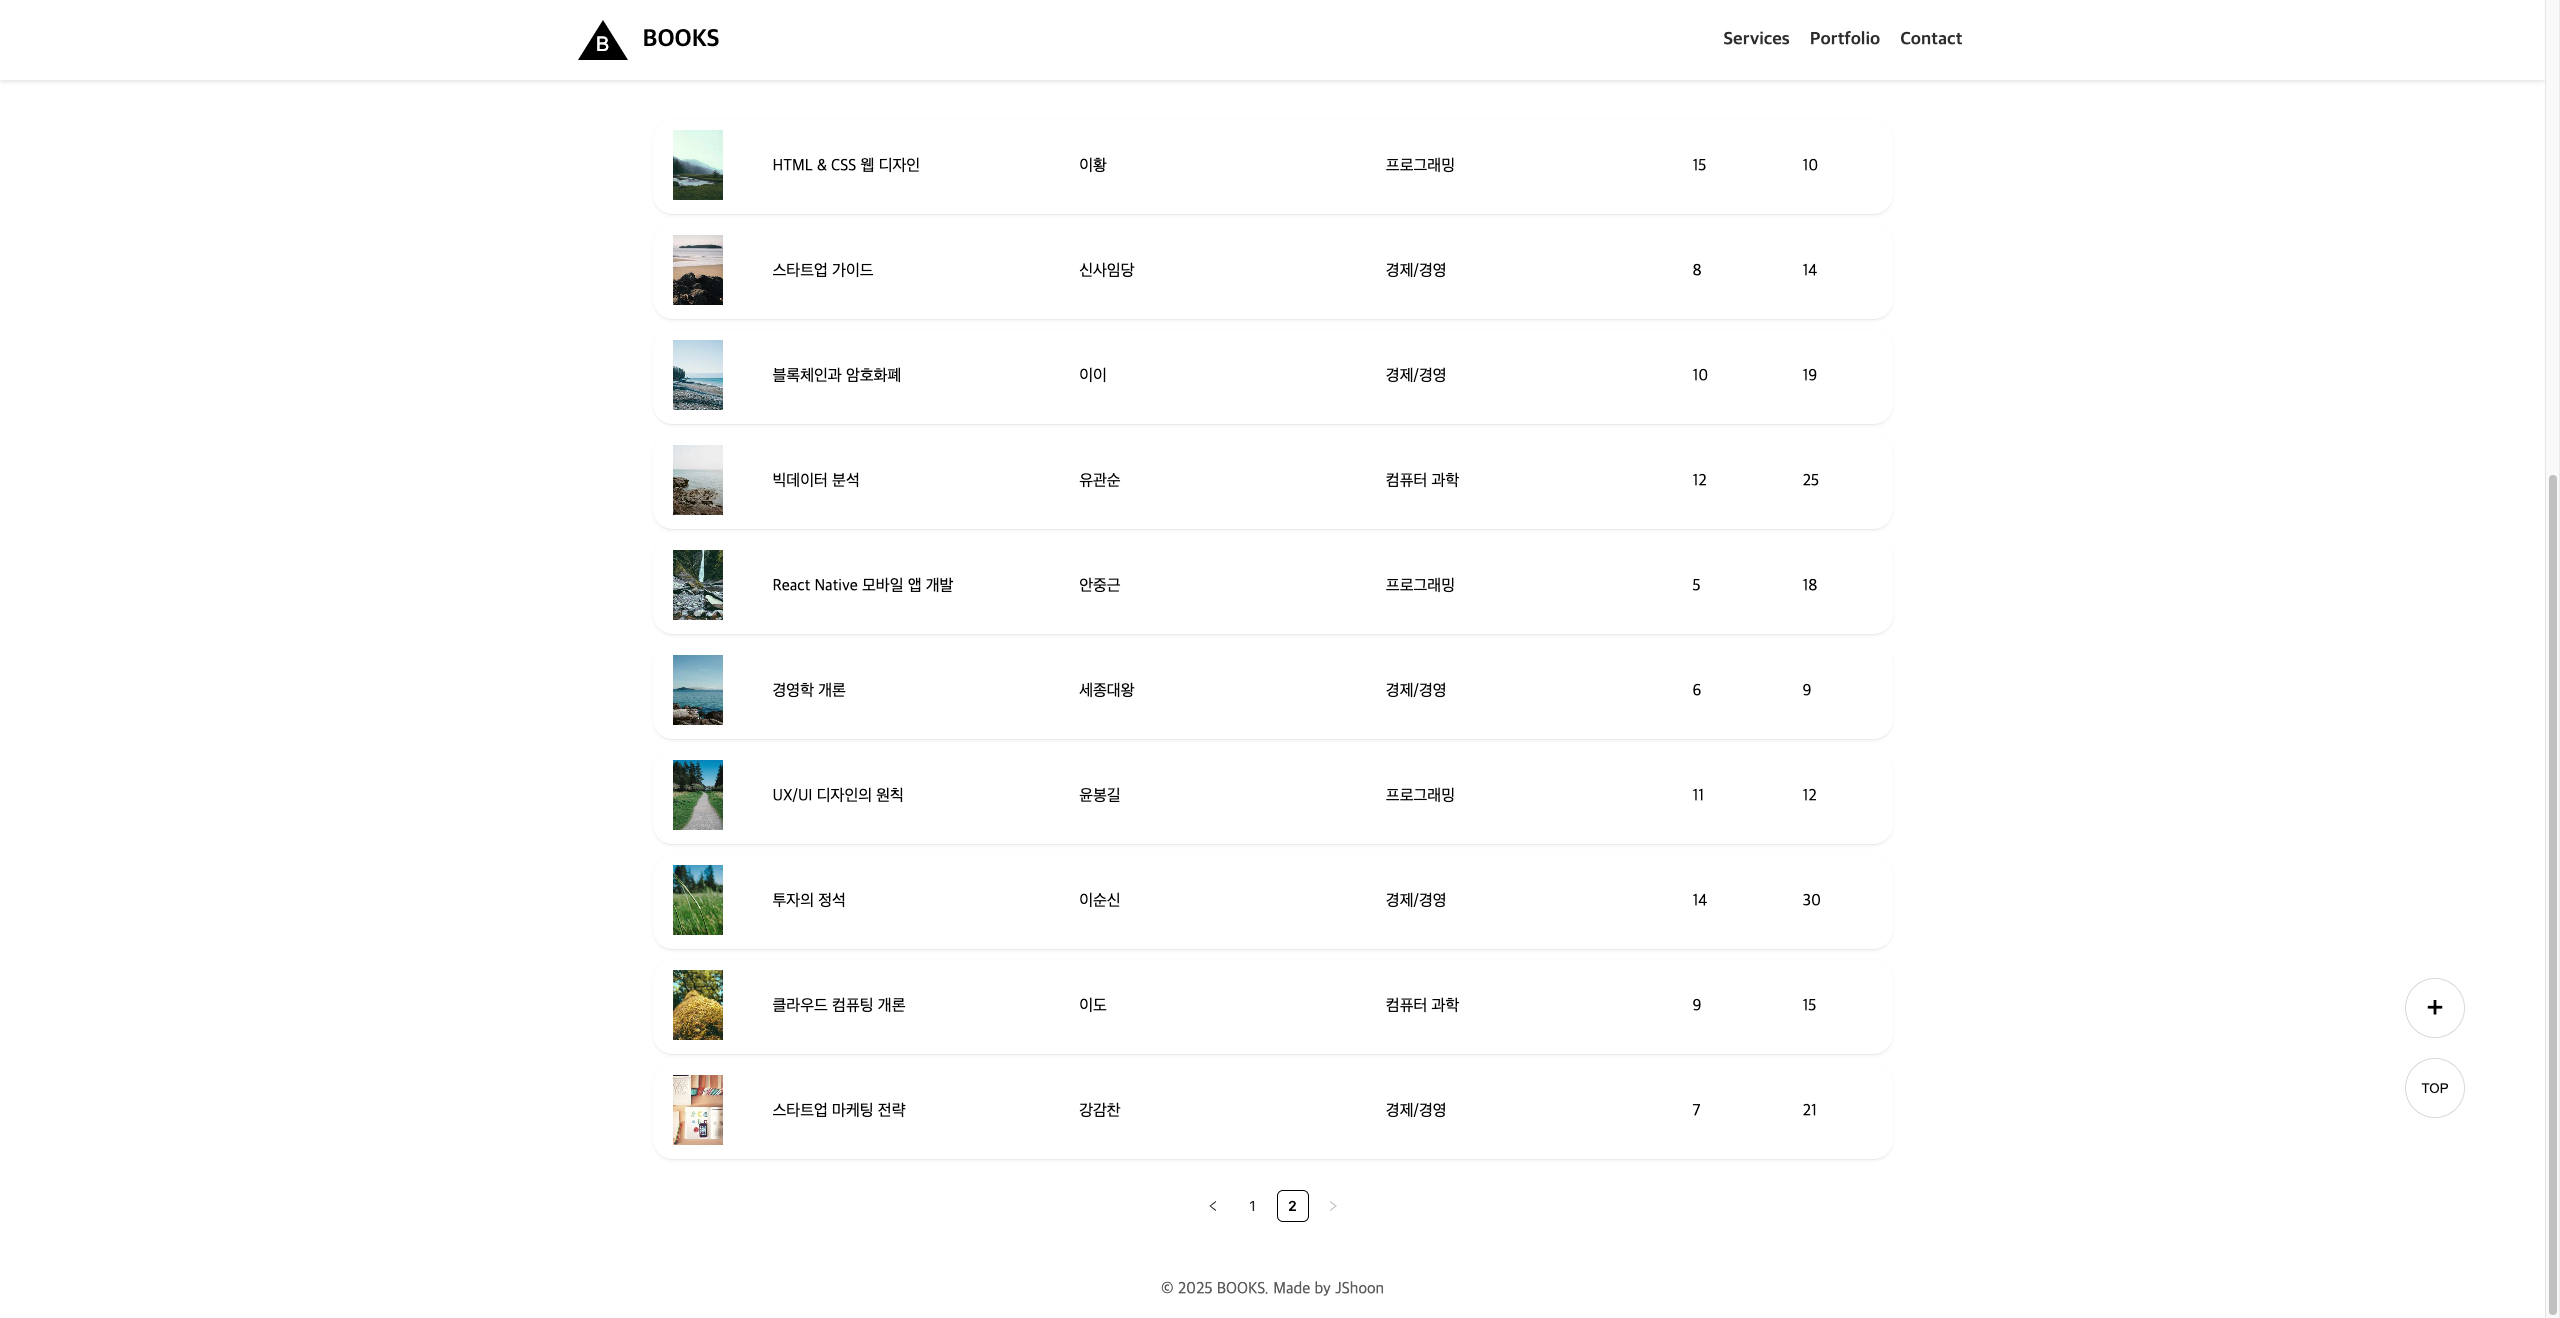 B BOOKS Services Portfolio Contact
HTML & CSS 웹 디자인 이황 프로그래밍 15 10
스타트업 가이드 신사임당 경제/경영 8 14
블록체인과 암호화폐 이이 경제/경영 10 19
빅데이터 분석 유관순 컴퓨터 과학 12 25
React Native 모바일 앱 개발 안중근 프로그래밍 5 18
경영학 개론 세종대왕 경제/경영 6 9
UX/UI 디자인의 원칙 윤봉길 프로그래밍 11 12
투자의 정석 이순신 경제/경영 14 30
클라우드 컴퓨팅 개론 이도 컴퓨터 과학 9 15
+
TOP
스타트업 마케팅 전략 강감찬 경제/경영 7 21
< 1 2 >
© 2025 BOOKS. Made by JShoon